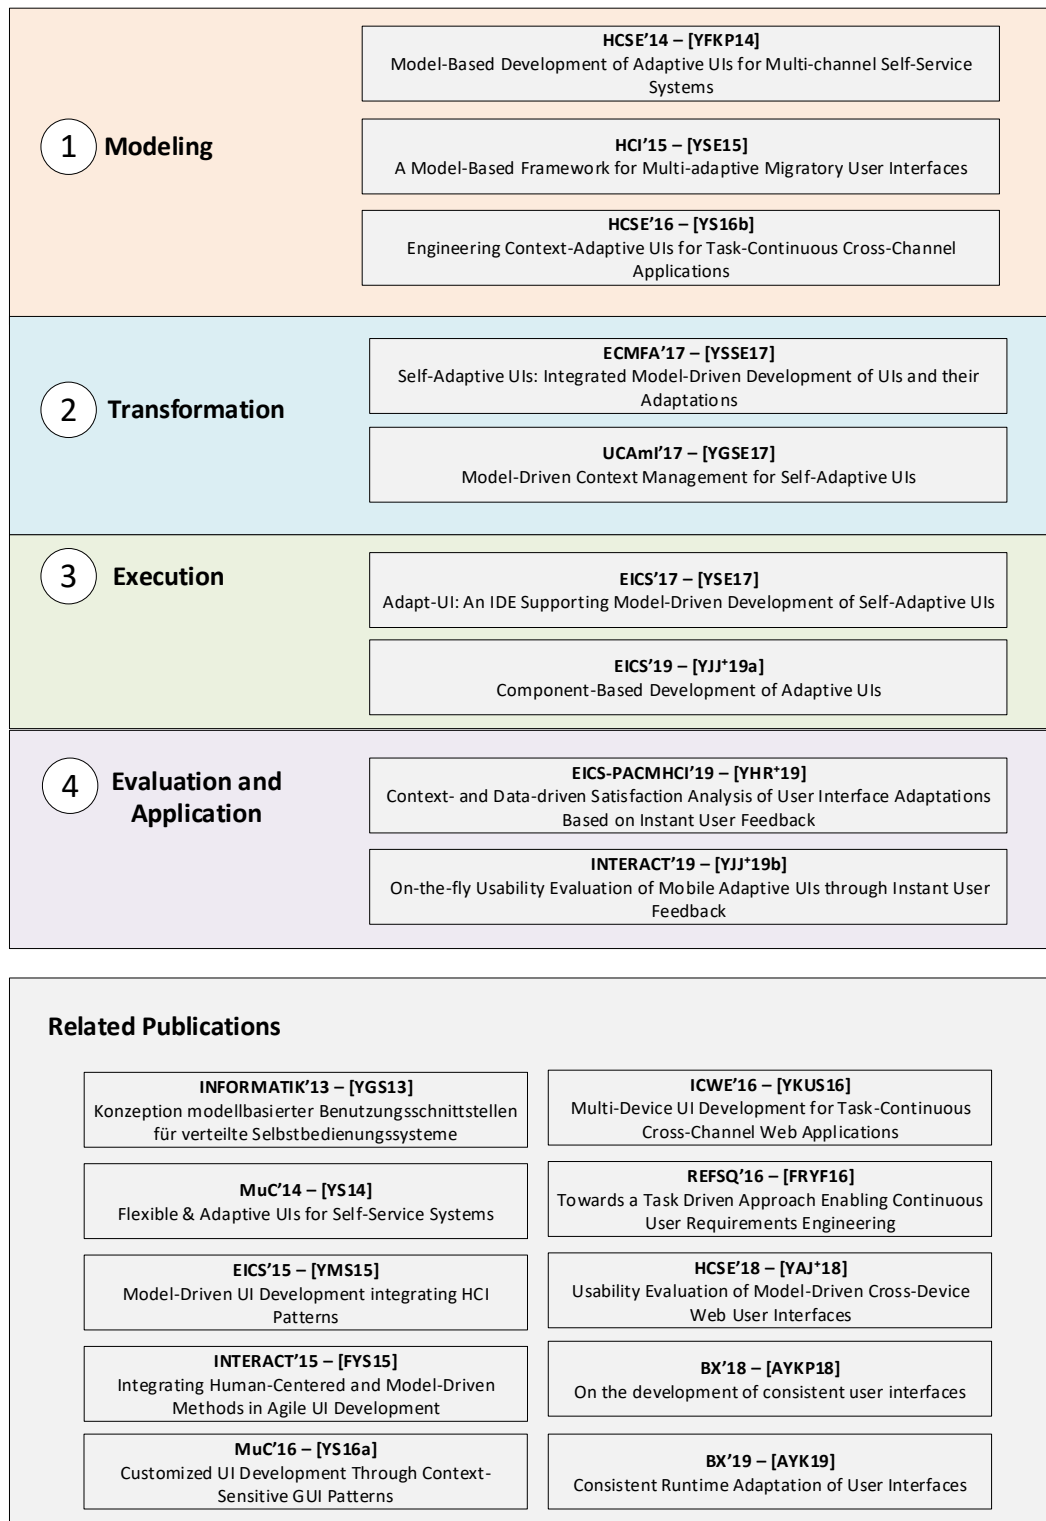 HCSE'14 – [YFKP14]
Model-Based Development of Adaptive UIs for Multi-channel Self-Service
Systems
1 Modeling
HCI'15 – [YSE15]
A Model-Based Framework for Multi-adaptive Migratory User Interfaces
HCSE'16 – [YS16b]
Engineering Context-Adaptive UIs for Task-Continuous Cross-Channel
Applications
2 Transformation
ECMFA'17 – [YSSE17]
Self-Adaptive UIs: Integrated Model-Driven Development of UIs and their
Adaptations
UCAmI'17 – [YGSE17]
Model-Driven Context Management for Self-Adaptive UIs
3 Execution
EICS'17 – [YSE17]
Adapt-UI: An IDE Supporting Model-Driven Development of Self-Adaptive UIs
EICS'19 – [YJJ⁺19a]
Component-Based Development of Adaptive UIs
4 Evaluation and
Application
EICS-PACMHCI'19 – [YHR⁺19]
Context- and Data-driven Satisfaction Analysis of User Interface Adaptations
Based on Instant User Feedback
INTERACT'19 – [YJJ⁺19b]
On-the-fly Usability Evaluation of Mobile Adaptive UIs through Instant User
Feedback
Related Publications
INFORMATIK'13 – [YGS13]
Konzeption modellbasierter Benutzungsschnittstellen
für verteilte Selbstbedienungssysteme
MuC'14 – [YS14]
Flexible & Adaptive UIs for Self-Service Systems
EICS'15 – [YMS15]
Model-Driven UI Development integrating HCI
Patterns
INTERACT'15 – [FYS15]
Integrating Human-Centered and Model-Driven
Methods in Agile UI Development
MuC'16 – [YS16a]
Customized UI Development Through Context-
Sensitive GUI Patterns
ICWE'16 – [YKUS16]
Multi-Device UI Development for Task-Continuous
Cross-Channel Web Applications
REFSQ'16 – [FRYF16]
Towards a Task Driven Approach Enabling Continuous
User Requirements Engineering
HCSE'18 – [YAJ⁺18]
Usability Evaluation of Model-Driven Cross-Device
Web User Interfaces
BX'18 – [AYKP18]
On the development of consistent user interfaces
BX'19 – [AYK19]
Consistent Runtime Adaptation of User Interfaces